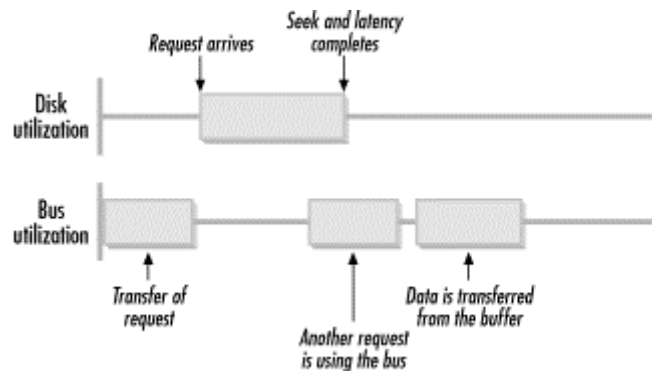 Seek and latency
completes
Request arrives
Disk
utilization
Bus
utilization
Transfer of
request
Another request
is using the bus
Data is transferred
from the buffer